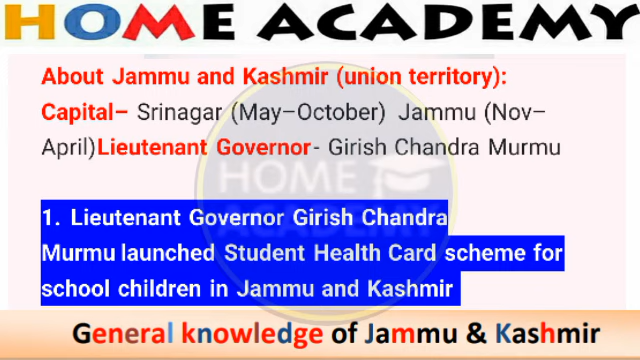 HOME ACADEMY
About Jammu and Kashmir (union territory):
Capital– Srinagar (May–October) Jammu (Nov–
April)Lieutenant Governor- Girish Chandra Murmu
HOME
ACADEMY
1. Lieutenant Governor Girish Chandra
Murmu launched Student Health Card scheme for
school children in Jammu and Kashmir
General knowledge of Jammu & Kashmir